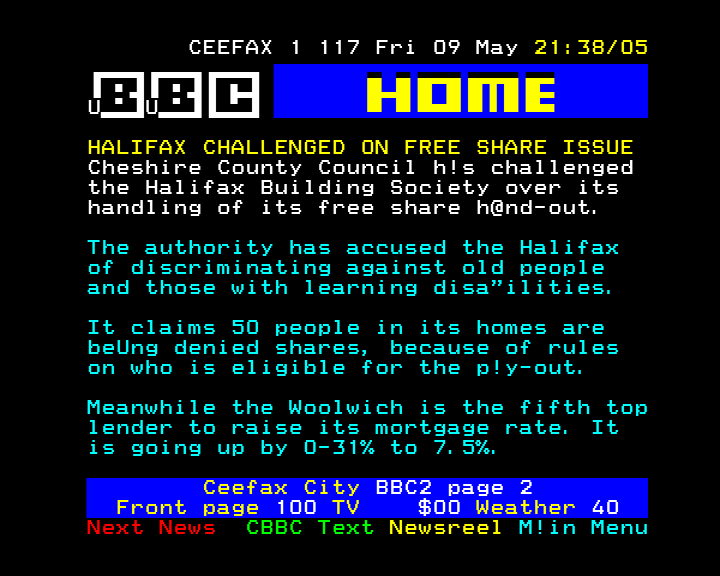 CEEFAX 1 117 Fri 09 May 21:38/05
UBUBC HOME
HALIFAX CHALLENGED ON FREE SHARE ISSUE
Cheshire County Council h!s challenged
the Halifax Building Society over its
handling of its free share h@nd-out.
The authority has accused the Halifax
of discriminating against old people
and those with learning disa”ilities.
It claims 50 people in its homes are
beUng denied shares, because of rules
on who is eligible for the p!y-out.
Meanwhile the Woolwich is the fifth top
lender to raise its mortgage rate. It
is going up by 0-31% to 7.5%.
Ceefax City BBC2 page 2
Front page 100 TV $00 Weather 40
Next News CBBC Text Newsreel M!in Menu